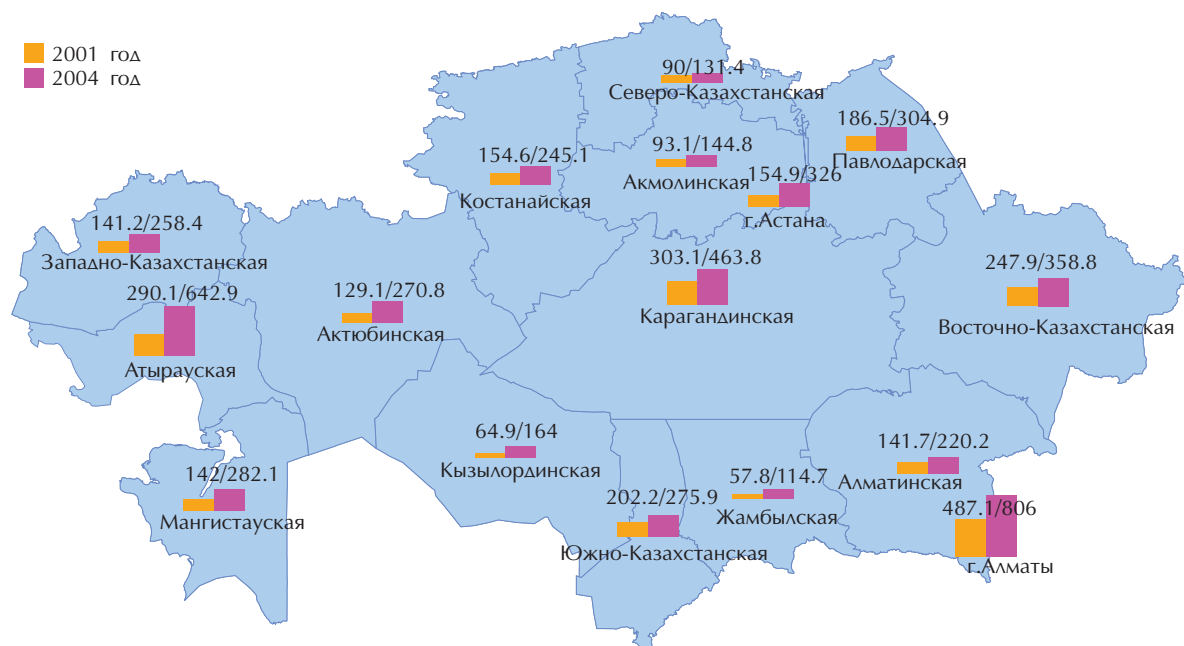 2001 год
2004 год
90/131.4
Северо-Казахстанская
186.5/304.9
Павлодарская
93.1/144.8
Акмолинская
154.6/245.1
Костанайская
154.9/326
г.Астана
141.2/258.4
Западно-Казахстанская
303.1/463.8
Карагандинская
247.9/358.8
Восточно-Казахстанская
290.1/642.9
Атырауская
129.1/270.8
Актюбинская
64.9/164
Кызылординская
141.7/220.2
Алматинская
142/282.1
Мангистауская
57.8/114.7
Жамбылская
202.2/275.9
Южно-Казахстанская
487.1/806
г.Алматы